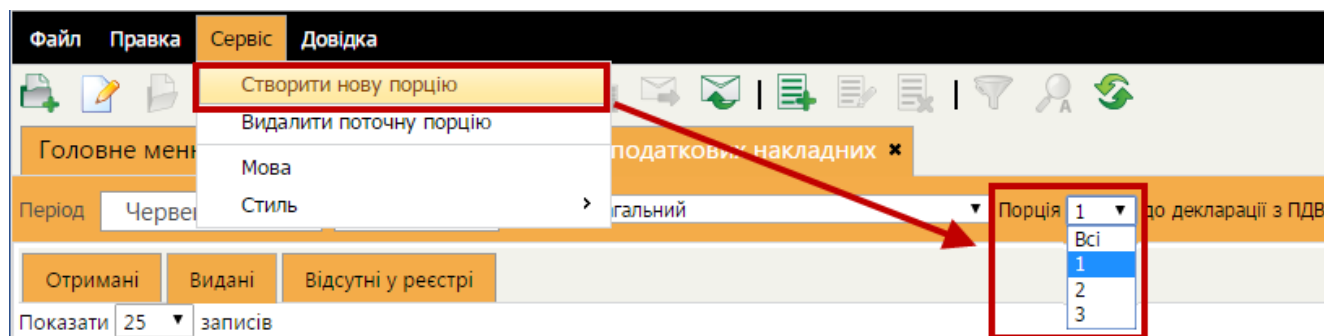 Файл Правка Сервіс Довідка
Створити нову порцію
Видалити поточну порцію
Головне мен податкових накладних ×
Мова
Період Черве Стиль > гальний Порція 1 до декларації з ПДВ
Всі
1
2
3
Отримані Видані Відсутні у реєстрі
Показати 25 записів